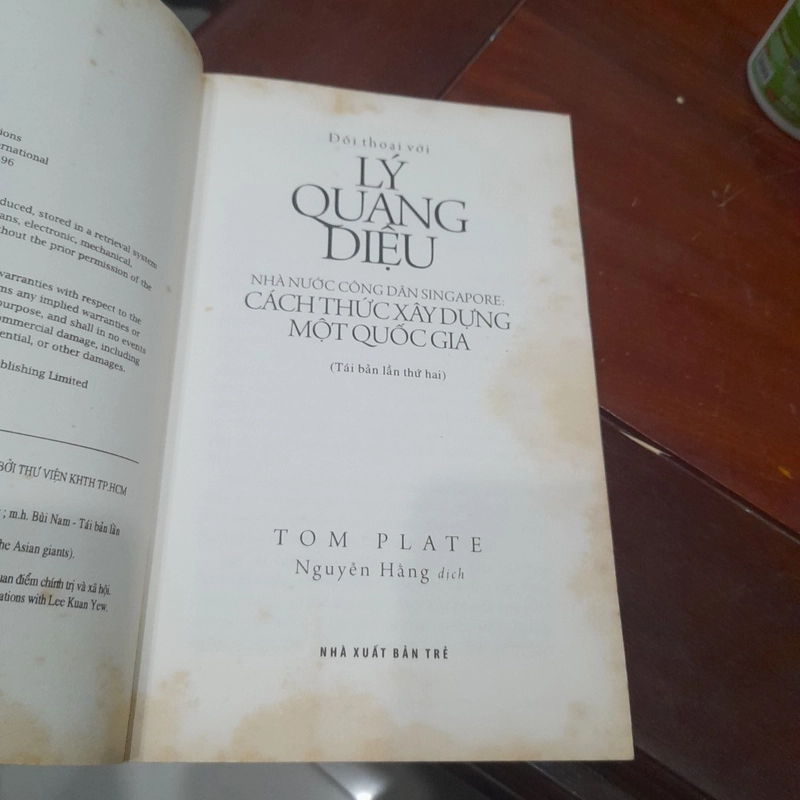 ions
ernational
96
duced, stored in a retrieval system
ans, electronic, mechanical,
hout the prior permission of the
warranties with respect to the
ms any implied warranties or
purpose, and shall in no events
ommercial damage, including
ential, or other damages.
blishing Limited
BỞI THƯ VIỆN KHTH TP.HCM
; m.h. Bùi Nam - Tái bản lần
he Asian giants).
uan điểm chính trị và xã hội.
ations with Lee Kuan Yew.
Đối thoại với
LÝ
QUANG
DIỆU
NHÀ NƯỚC CÔNG DÂN SINGAPORE:
CÁCH THỨC XÂY DỰNG
MỘT QUỐC GIA
(Tái bản lần thứ hai)
TOM PLATE
Nguyễn Hằng dịch
NHÀ XUẤT BẢN TRẺ